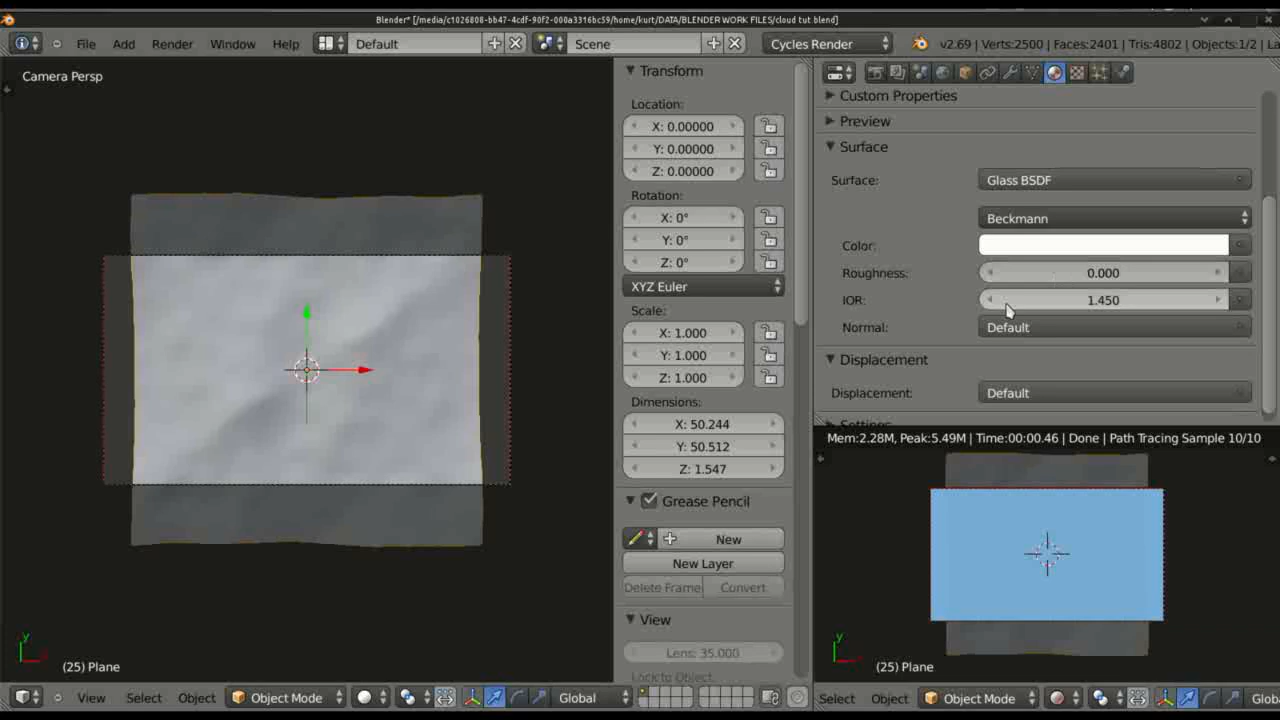 Blender* [/media/c1026808-bb47-4cdf-90f2-000a3316bc59/home/kurt/DATA/BLENDER WORK FILES/cloud tut blend]
File Add Render Window Help Default Scene Cycles Render v2.69 | Verts:2500 | Faces:2401 | Tris:4802 | Objects:1/2 | La
Camera Persp
Transform
Location:
X: 0.00000
Y: 0.00000
Z: 0.00000
Rotation:
X: 0°
Y: 0°
Z: 0°
XYZ Euler
Scale:
X: 1.000
Y: 1.000
Z: 1.000
Dimensions:
X: 50.244
Y: 50.512
Z: 1.547
Grease Pencil
New
New Layer
Delete Frame Convert
View
Lens: 35.000
Lock to Object:
Custom Properties
Preview
Surface
Surface: Glass BSDF
Beckmann
Color:
Roughness: 0.000
IOR: 1.450
Normal: Default
Displacement
Displacement: Default
Settings
Mem:2.28M, Peak:5.49M | Time:00:00.46 | Done | Path Tracing Sample 10/10
y
(25) Plane
y
(25) Plane
View Select Object Object Mode Global
Select Object Object Mode Glob